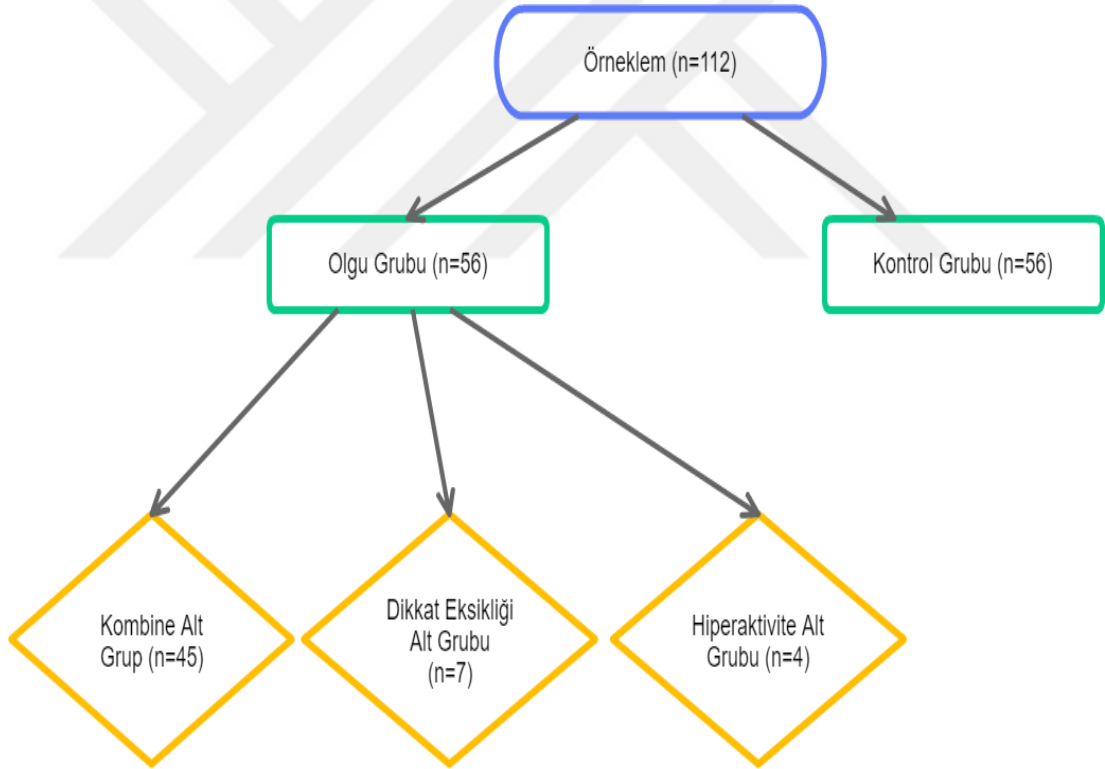 Örneklem (n=112)
Olgu Grubu (n=56)
Kontrol Grubu (n=56)
Kombine Alt
Grup (n=45)
Dikkat Eksikliği
Alt Grubu
(n=7)
Hiperaktivite Alt
Grubu (n=4)